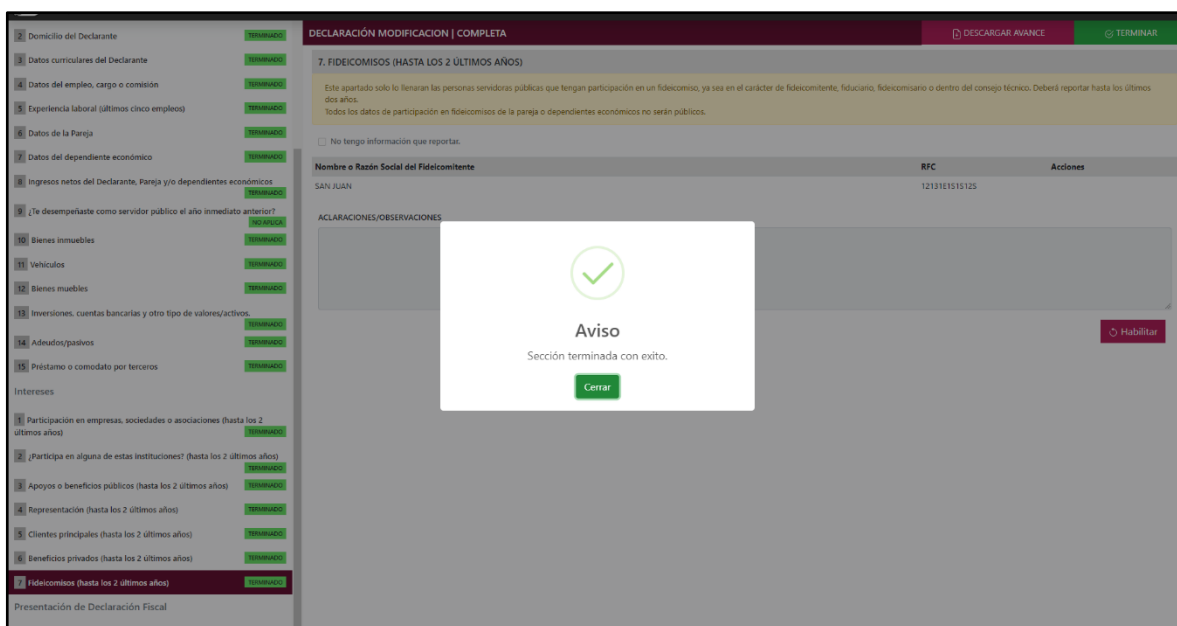 2 Domicilio del Declarante TERMINADO
3 Datos curriculares del Declarante TERMINADO
4 Datos del empleo, cargo o comisión TERMINADO
5 Experiencia laboral (últimos cinco empleos) TERMINADO
6 Datos de la Pareja TERMINADO
7 Datos del dependiente económico TERMINADO
8 Ingresos netos del Declarante, Pareja y/o dependientes económicos
TERMINADO
9 ¿Te desempeñaste como servidor público el año inmediato anterior?
NO APLICA
10 Bienes inmuebles TERMINADO
11 Vehículos TERMINADO
12 Bienes muebles TERMINADO
13 Inversiones, cuentas bancarias y otro tipo de valores/activos.
TERMINADO
14 Adeudos/pasivos TERMINADO
15 Préstamo o comodato por terceros TERMINADO
Intereses
1 Participación en empresas, sociedades o asociaciones (hasta los 2
últimos años) TERMINADO
2 ¿Participa en alguna de estas instituciones? (hasta los 2 últimos años)
TERMINADO
3 Apoyos o beneficios públicos (hasta los 2 últimos años) TERMINADO
4 Representación (hasta los 2 últimos años) TERMINADO
5 Clientes principales (hasta los 2 últimos años) TERMINADO
6 Beneficios privados (hasta los 2 últimos años) TERMINADO
7 Fideicomisos (hasta los 2 últimos años) TERMINADO
Presentación de Declaración Fiscal
DECLARACIÓN MODIFICACION | COMPLETA
DESCARGAR AVANCE
TERMINAR
7. FIDEICOMISOS (HASTA LOS 2 ÚLTIMOS AÑOS)
Este apartado solo lo llenaran las personas servidoras públicas que tengan participación en un fideicomiso, ya sea en el carácter de fideicomitente, fiduciario, fideicomisario o dentro del consejo técnico. Deberá reportar hasta los últimos
dos años.
Todos los datos de participación en fideicomisos de la pareja o dependientes económicos no serán públicos.
No tengo información que reportar.
Nombre o Razón Social del Fideicomitente RFC Acciones
SAN JUAN 12131E1S1S12S
ACLARACIONES/OBSERVACIONES
Aviso
Sección terminada con exito.
Cerrar
Habilitar